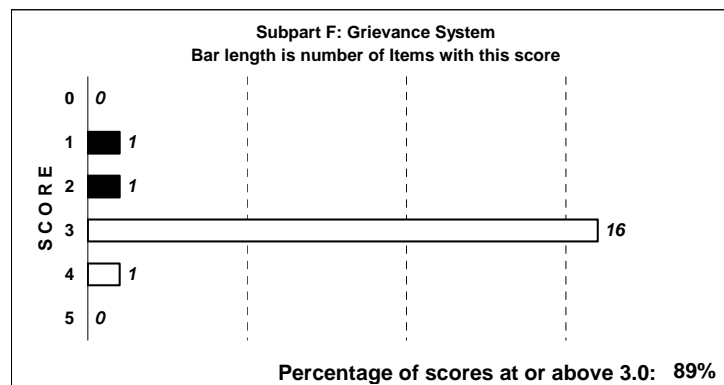 Subpart F: Grievance System
Bar length is number of Items with this score
0 0
1 1
2 1
3 16
4 1
5 0
SCORE
Percentage of scores at or above 3.0: 89%